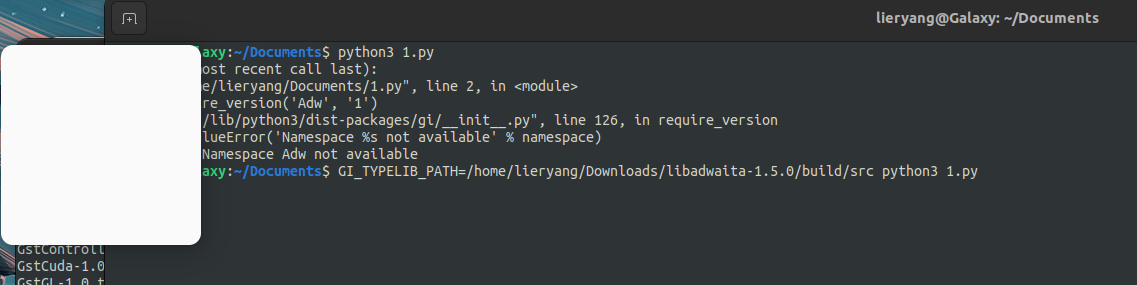 lieryang@Galaxy: ~/Documents
axy:~/Documents$ python3 1.py
ost recent call last):
e/lieryang/Documents/1.py", line 2, in <module>
re_version('Adw', '1')
/lib/python3/dist-packages/gi/__init__.py", line 126, in require_version
lueError('Namespace %s not available' % namespace)
Namespace Adw not available
axy:~/Documents$ GI_TYPELIB_PATH=/home/lieryang/Downloads/libadwaita-1.5.0/build/src python3 1.py
GstControll
GstCuda-1.0
GstGL-1.0.t